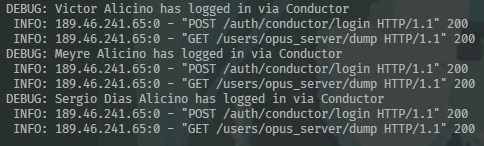 DEBUG: Victor Alicino has logged in via Conductor
INFO: 189.46.241.65:0 - "POST /auth/conductor/login HTTP/1.1" 200
INFO: 189.46.241.65:0 - "GET /users/opus_server/dump HTTP/1.1" 200
DEBUG: Meyre Alicino has logged in via Conductor
INFO: 189.46.241.65:0 - "POST /auth/conductor/login HTTP/1.1" 200
INFO: 189.46.241.65:0 - "GET /users/opus_server/dump HTTP/1.1" 200
DEBUG: Sergio Dias Alicino has logged in via Conductor
INFO: 189.46.241.65:0 - "POST /auth/conductor/login HTTP/1.1" 200
INFO: 189.46.241.65:0 - "GET /users/opus_server/dump HTTP/1.1" 200